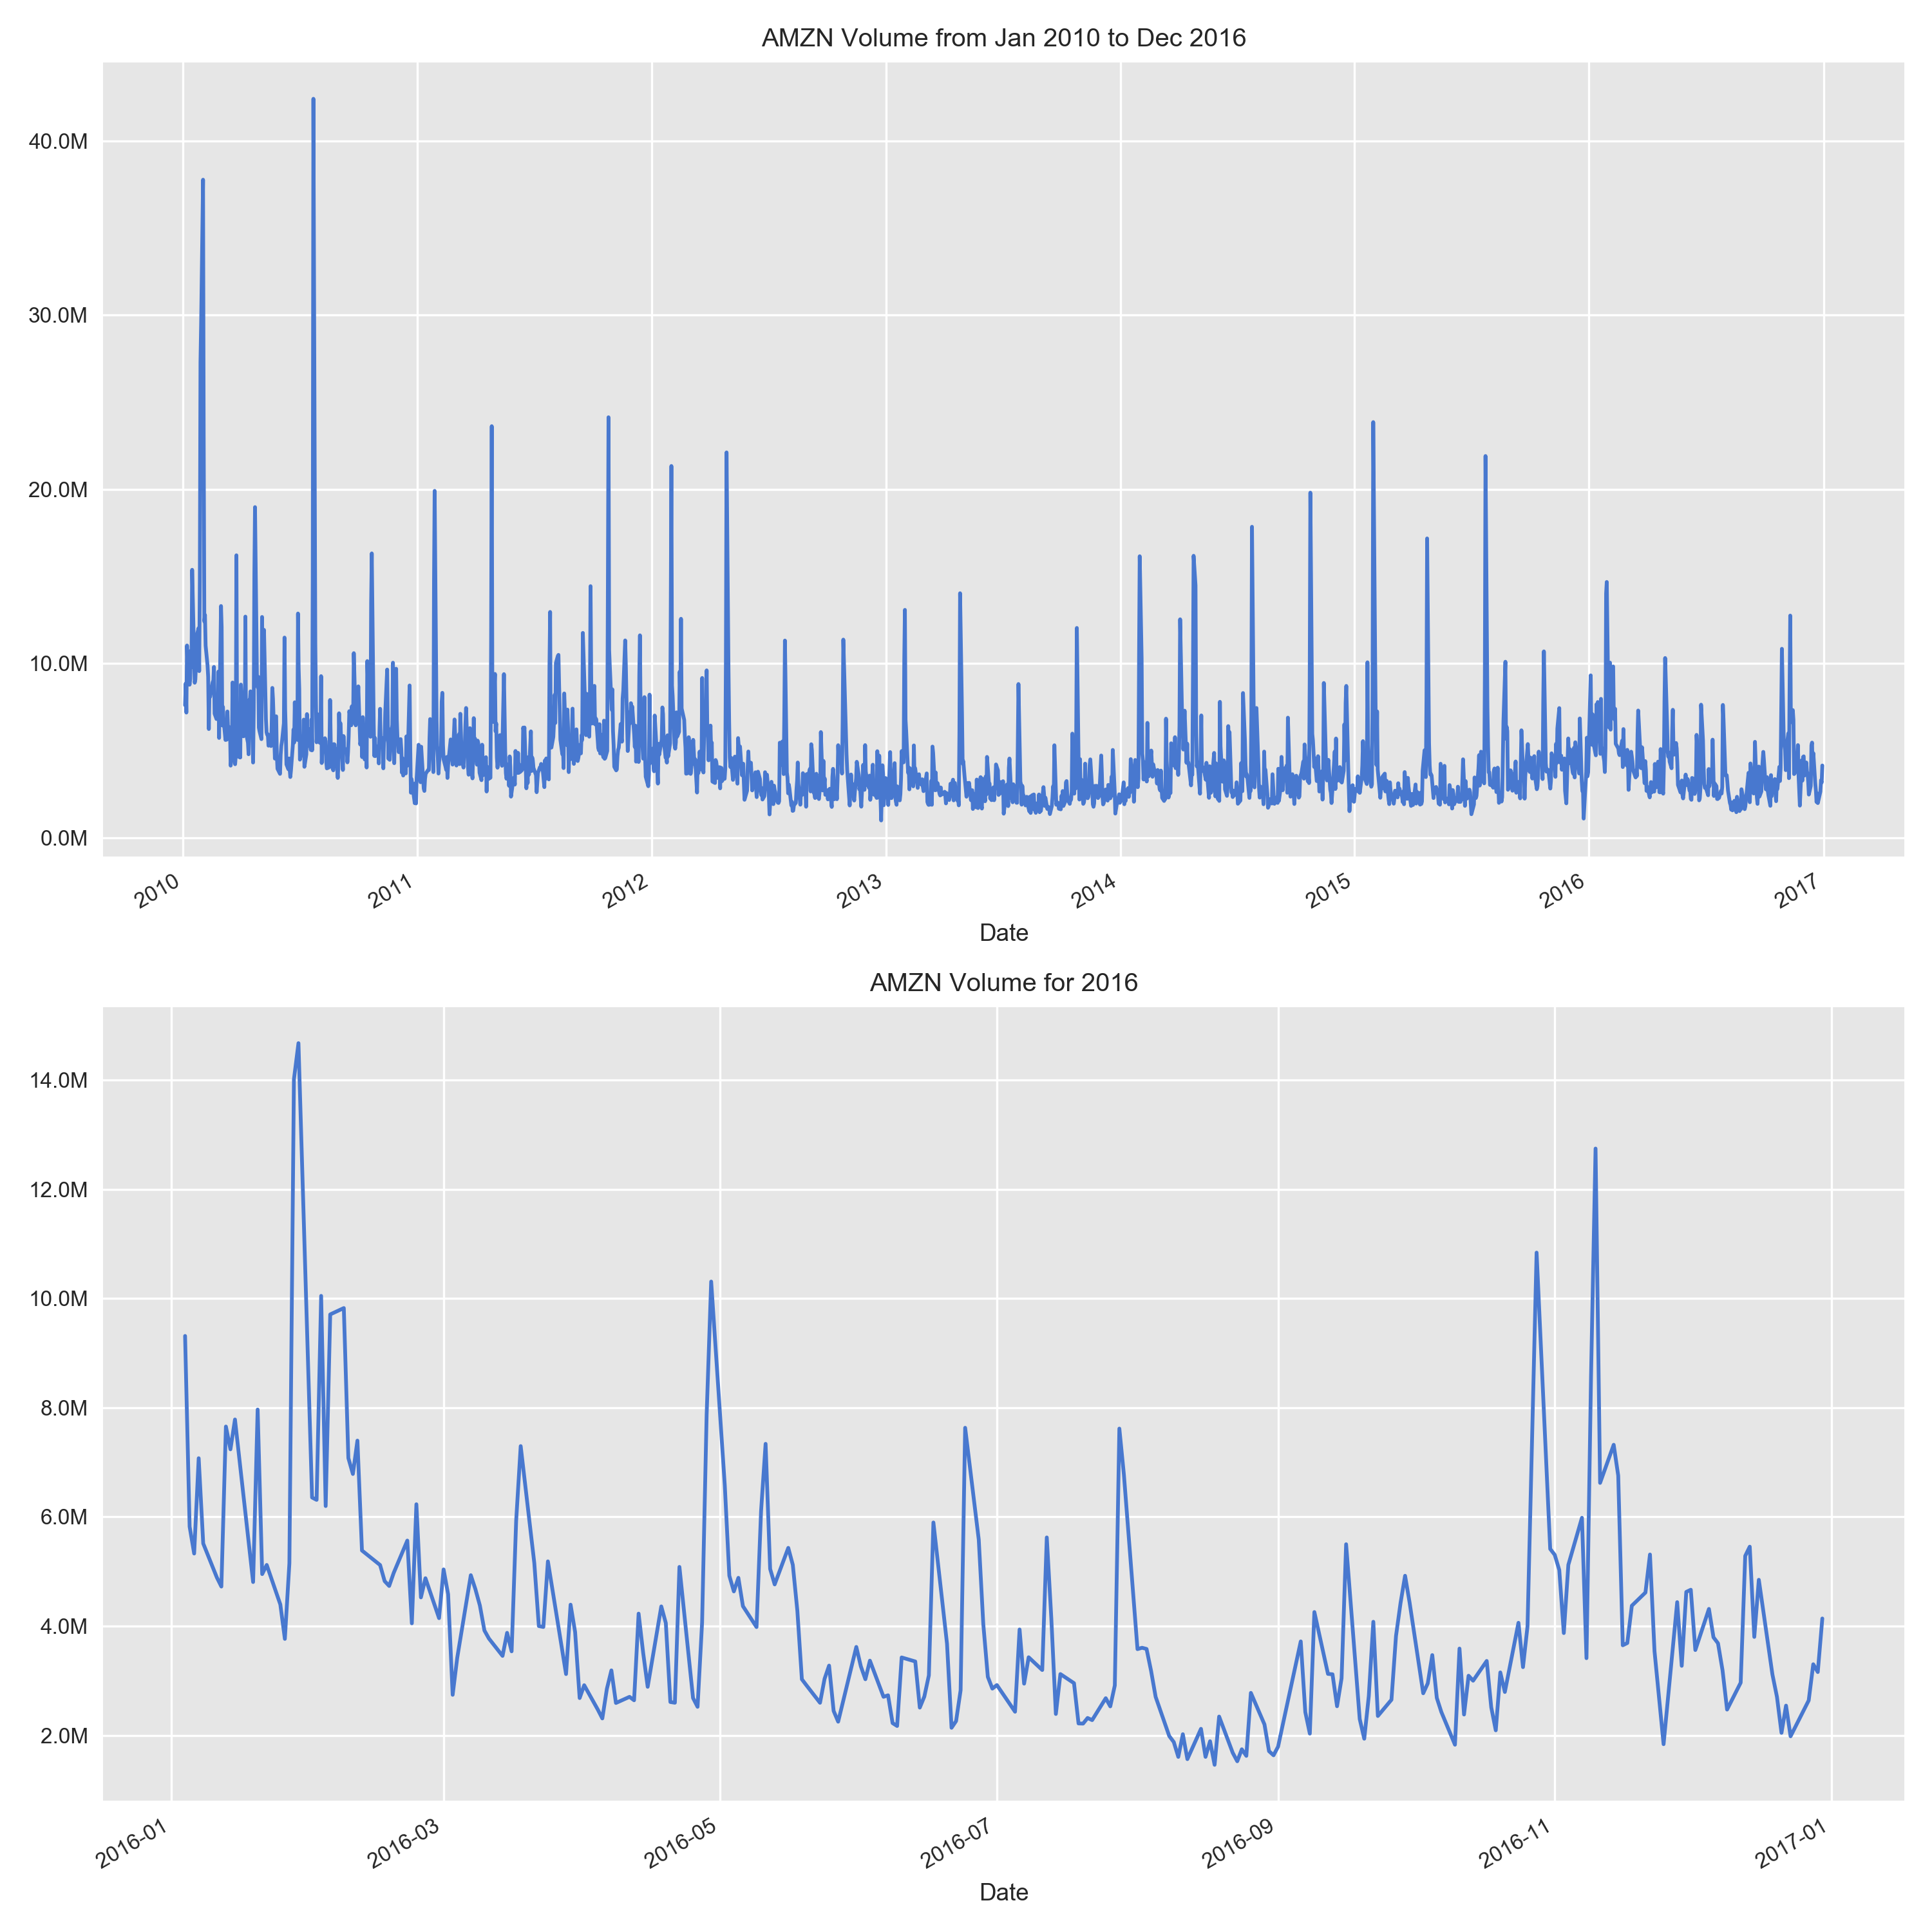 AMZN Volume from Jan 2010 to Dec 2016
40.0M
30.0M
20.0M
10.0M
0.0M
2010 2011 2012 2013 2014 2015 2016 2017
Date
AMZN Volume for 2016
14.0M
12.0M
10.0M
8.0M
6.0M
4.0M
2.0M
2016-01 2016-03 2016-05 2016-07 2016-09 2016-11 2017-01
Date